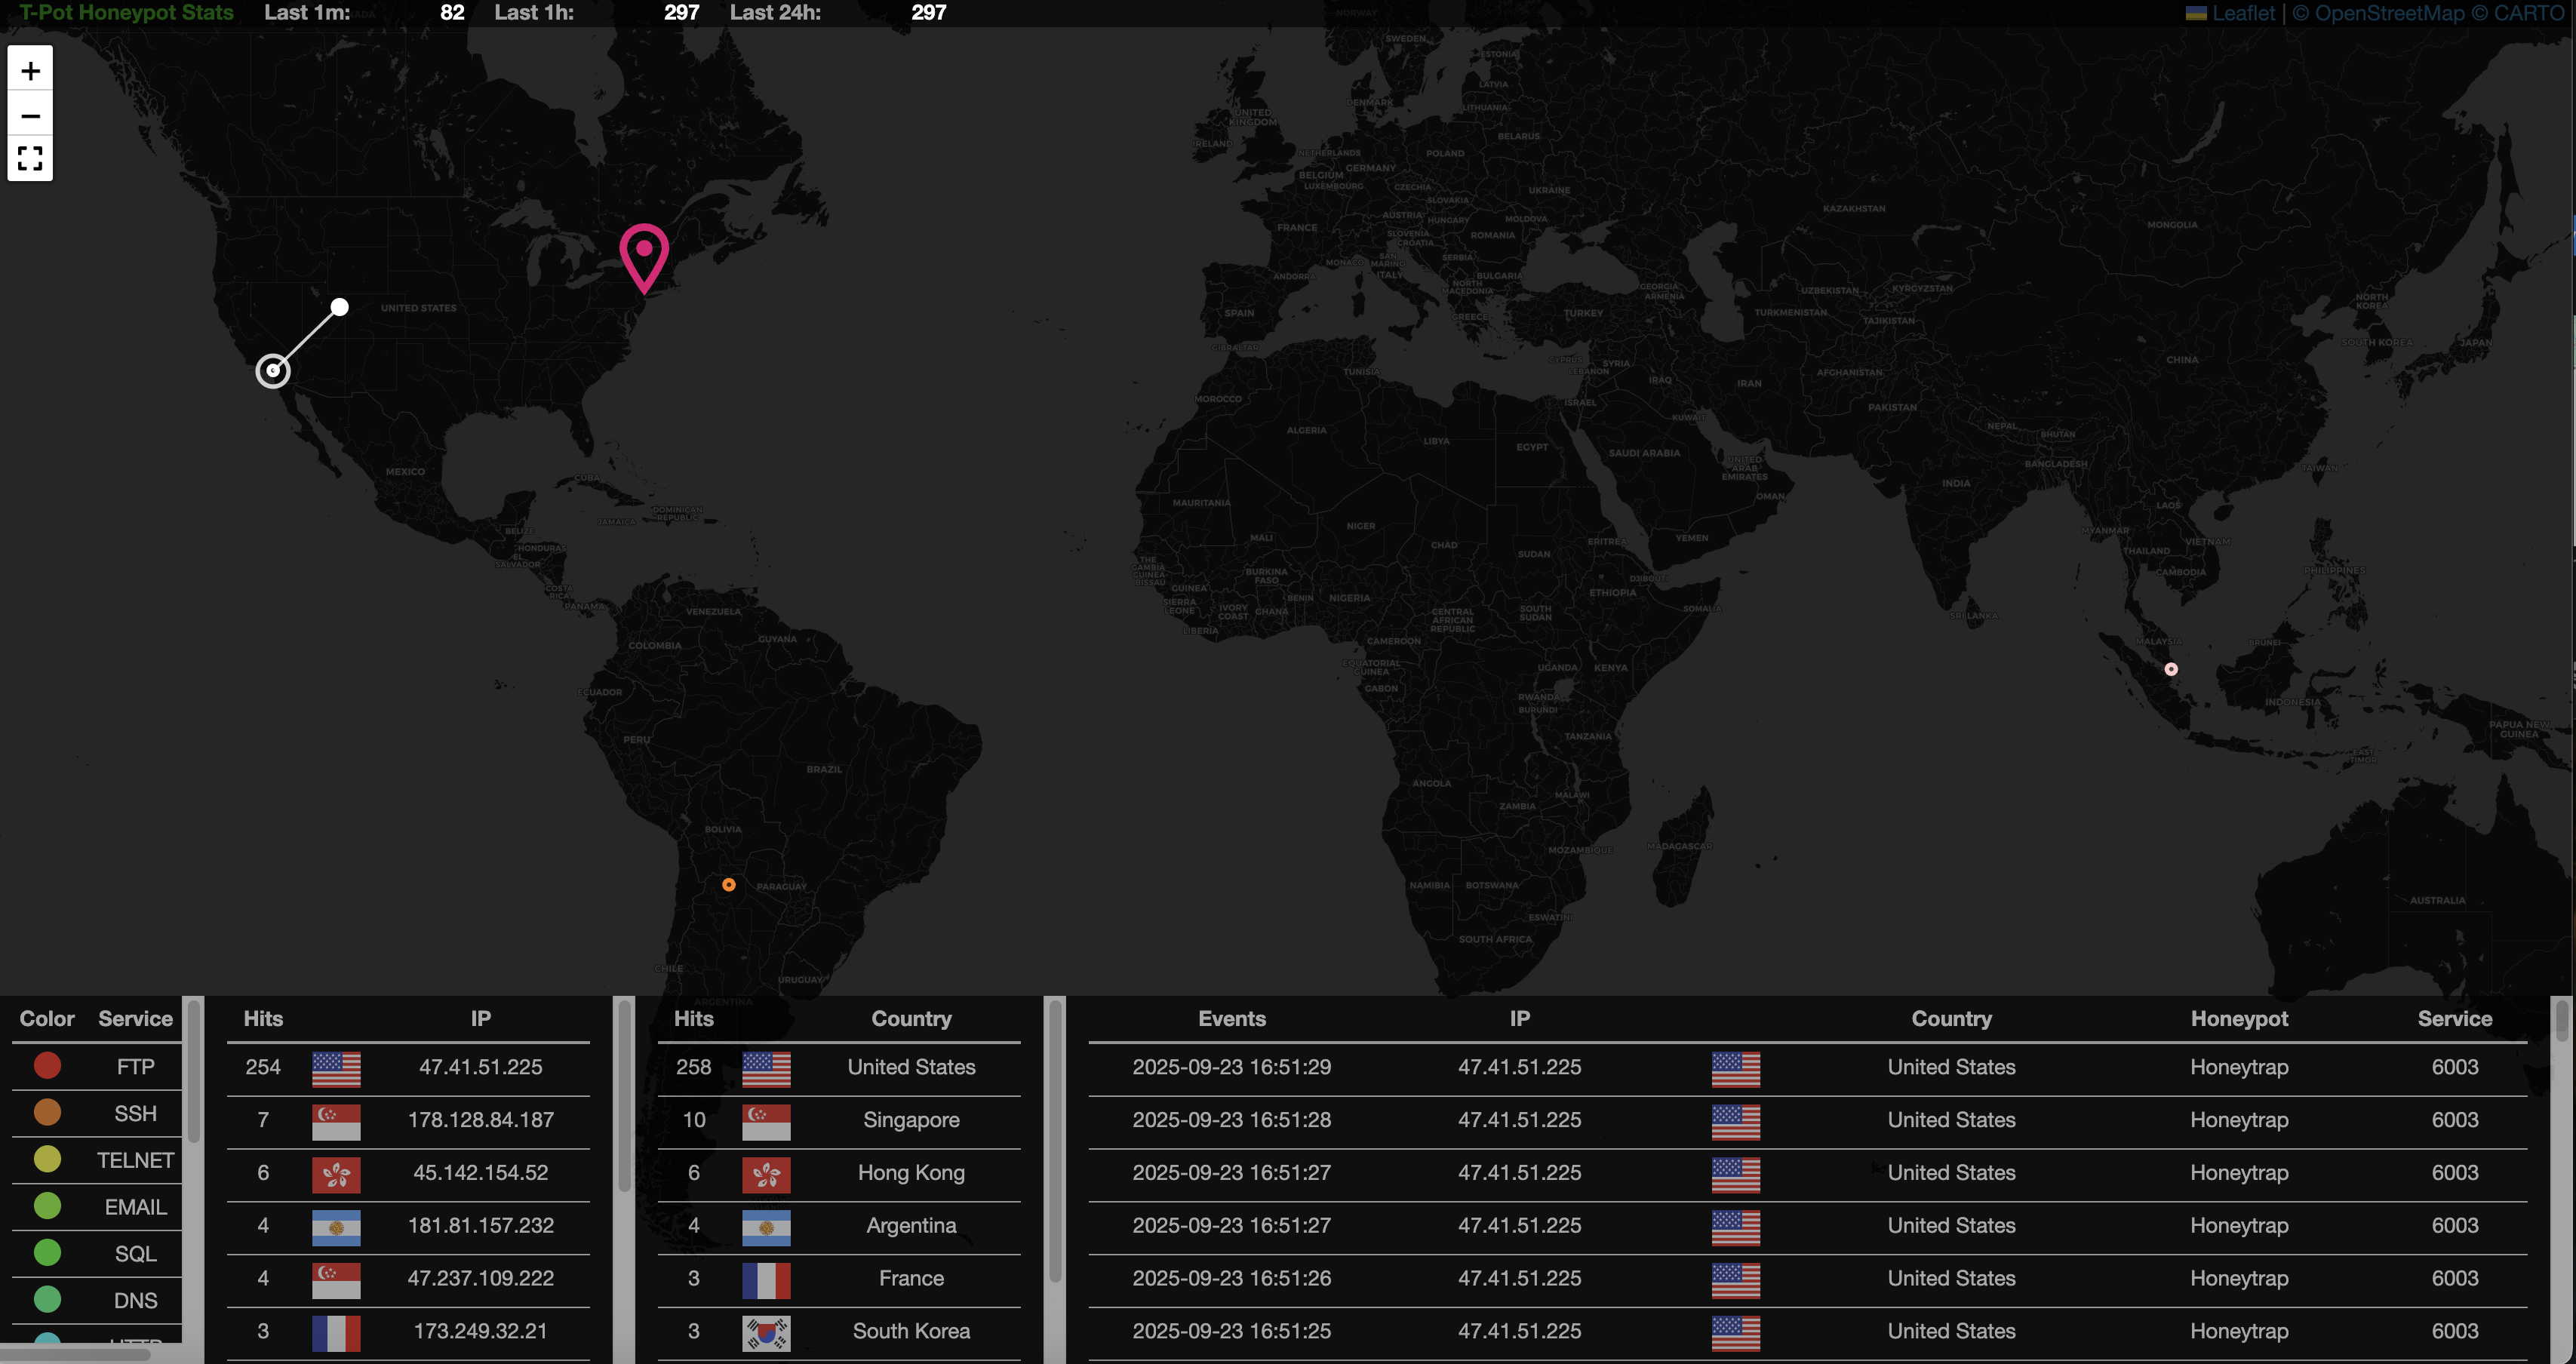 T-Pot Honeypot Stats Last 1m: 82 Last 1h: 297 Last 24h: 297
Leaflet | © OpenStreetMap © CARTO
+
−
NORWAY
SWEDEN
ESTONIA
LATVIA
DENMARK
LITHUANIA
UNITED
KINGDOM
BELARUS
IRELAND
NETHERLANDS
POLAND
GERMANY
BELGIUM
LUXEMBOURG
CZECHIA
UKRAINE
SLOVAKIA
KAZAKHSTAN
AUSTRIA
HUNGARY
MOLDOVA
MONGOLIA
FRANCE
SLOVENIA
CROATIA
ROMANIA
SAN
MARINO
MONACO
SERBIA
ITALY
ANDORRA
BULGARIA
NORTH
MACEDONIA
GEORGIA
ARMENIA
UZBEKISTAN
KYRGYZSTAN
NORTH
KOREA
UNITED STATES
SPAIN
GREECE
TURKEY
TURKMENISTAN
TAJIKISTAN
GIBRALTAR
SOUTH KOREA
JAPAN
CYPRUS
SYRIA
LEBANON
TUNISIA
CHINA
IRAQ
IRAN
AFGHANISTAN
MOROCCO
ISRAEL
PAKISTAN
KUWAIT
ALGERIA
LIBYA
EGYPT
NEPAL
BHUTAN
SAUDI ARABIA
UNITED
ARAB
EMIRATES
BANGLADESH
TAIWAN
MEXICO
CUBA
INDIA
OMAN
MAURITANIA
LAOS
DOMINICAN
REPUBLIC
JAMAICA
BELIZE
NIGER
MALI
CHAD
SUDAN
ERITREA
YEMEN
MYANMAR
VIETNAM
THAILAND
HONDURAS
EL
SALVADOR
THE
GAMBIA
GUINEA-
BISSAU
BURKINA
FASO
DJIBOUTI
CAMBODIA
PHILIPPINES
COSTA
RICA
PANAMA
GUINEA
BENIN
NIGERIA
ETHIOPIA
SIERRA
LEONE
IVORY
COAST
GHANA
VENEZUELA
CENTRAL
AFRICAN
REPUBLIC
SOUTH
SUDAN
SOMALIA
SRI LANKA
LIBERIA
GUYANA
COLOMBIA
CAMEROON
MALAYSIA
BRUNEI
EQUATORIAL
GUINEA
UGANDA
KENYA
ECUADOR
GABON
RWANDA
BURUNDI
INDONESIA
PERU
TANZANIA
PAPUA NEW
GUINEA
EAST
TIMOR
BRAZIL
ANGOLA
MALAWI
ZAMBIA
BOLIVIA
MOZAMBIQUE
MADAGASCAR
PARAGUAY
NAMIBIA
BOTSWANA
AUSTRALIA
ESWATINI
SOUTH AFRICA
CHILE
URUGUAY
ARGENTINA
Color Service
FTP
SSH
TELNET
EMAIL
SQL
DNS
HTTP
Hits IP
254 47.41.51.225
7 178.128.84.187
6 45.142.154.52
4 181.81.157.232
4 47.237.109.222
3 173.249.32.21
Hits Country
258 United States
10 Singapore
6 Hong Kong
4 Argentina
3 France
3 South Korea
Events IP Country Honeypot Service
2025-09-23 16:51:29 47.41.51.225 United States Honeytrap 6003
2025-09-23 16:51:28 47.41.51.225 United States Honeytrap 6003
2025-09-23 16:51:27 47.41.51.225 United States Honeytrap 6003
2025-09-23 16:51:27 47.41.51.225 United States Honeytrap 6003
2025-09-23 16:51:26 47.41.51.225 United States Honeytrap 6003
2025-09-23 16:51:25 47.41.51.225 United States Honeytrap 6003